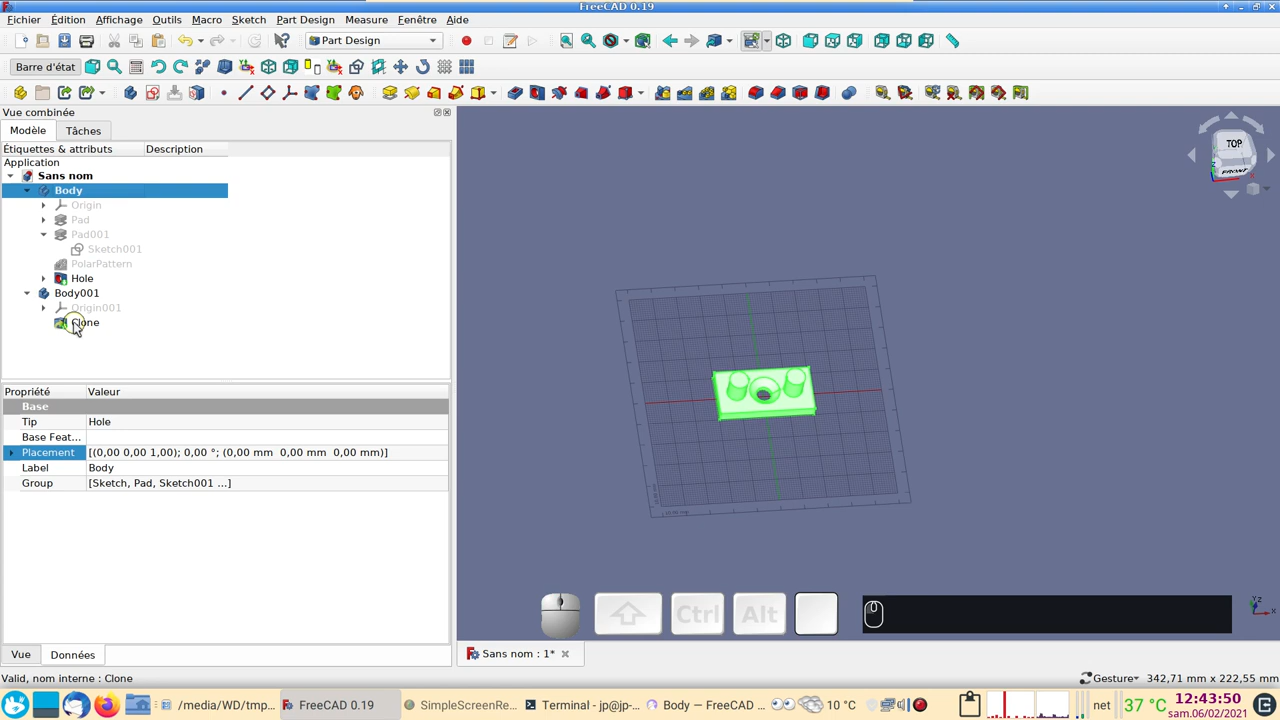 FreeCAD 0.19
Fichier Édition Affichage Outils Macro Sketch Part Design Mesure Fenêtre Aide
Part Design
Barre d'état
Vue combinée
Modèle Tâches
Étiquettes & attributs Description
Application
Sans nom
Body
Origin
Pad
Pad001
Sketch001
PolarPattern
Hole
Body001
Origin001
Clone
TOP
FRONT
Propriété Valeur
Base
Tip Hole
Base Feat...
Placement [(0,00 0,00 1,00); 0,00 °; (0,00 mm 0,00 mm 0,00 mm)]
Label Body
Group [Sketch, Pad, Sketch001 ...]
Ctrl Alt
Vue Données
Sans nom : 1*
Valid, nom interne : Clone
Gesture 342,71 mm x 222,55 mm
/media/WD/tmp... FreeCAD 0.19 SimpleScreenRe... Terminal - jp@jp-... Body — FreeCAD ... 10 °C net 37 °C 12:43:50
sam.06/02/2021